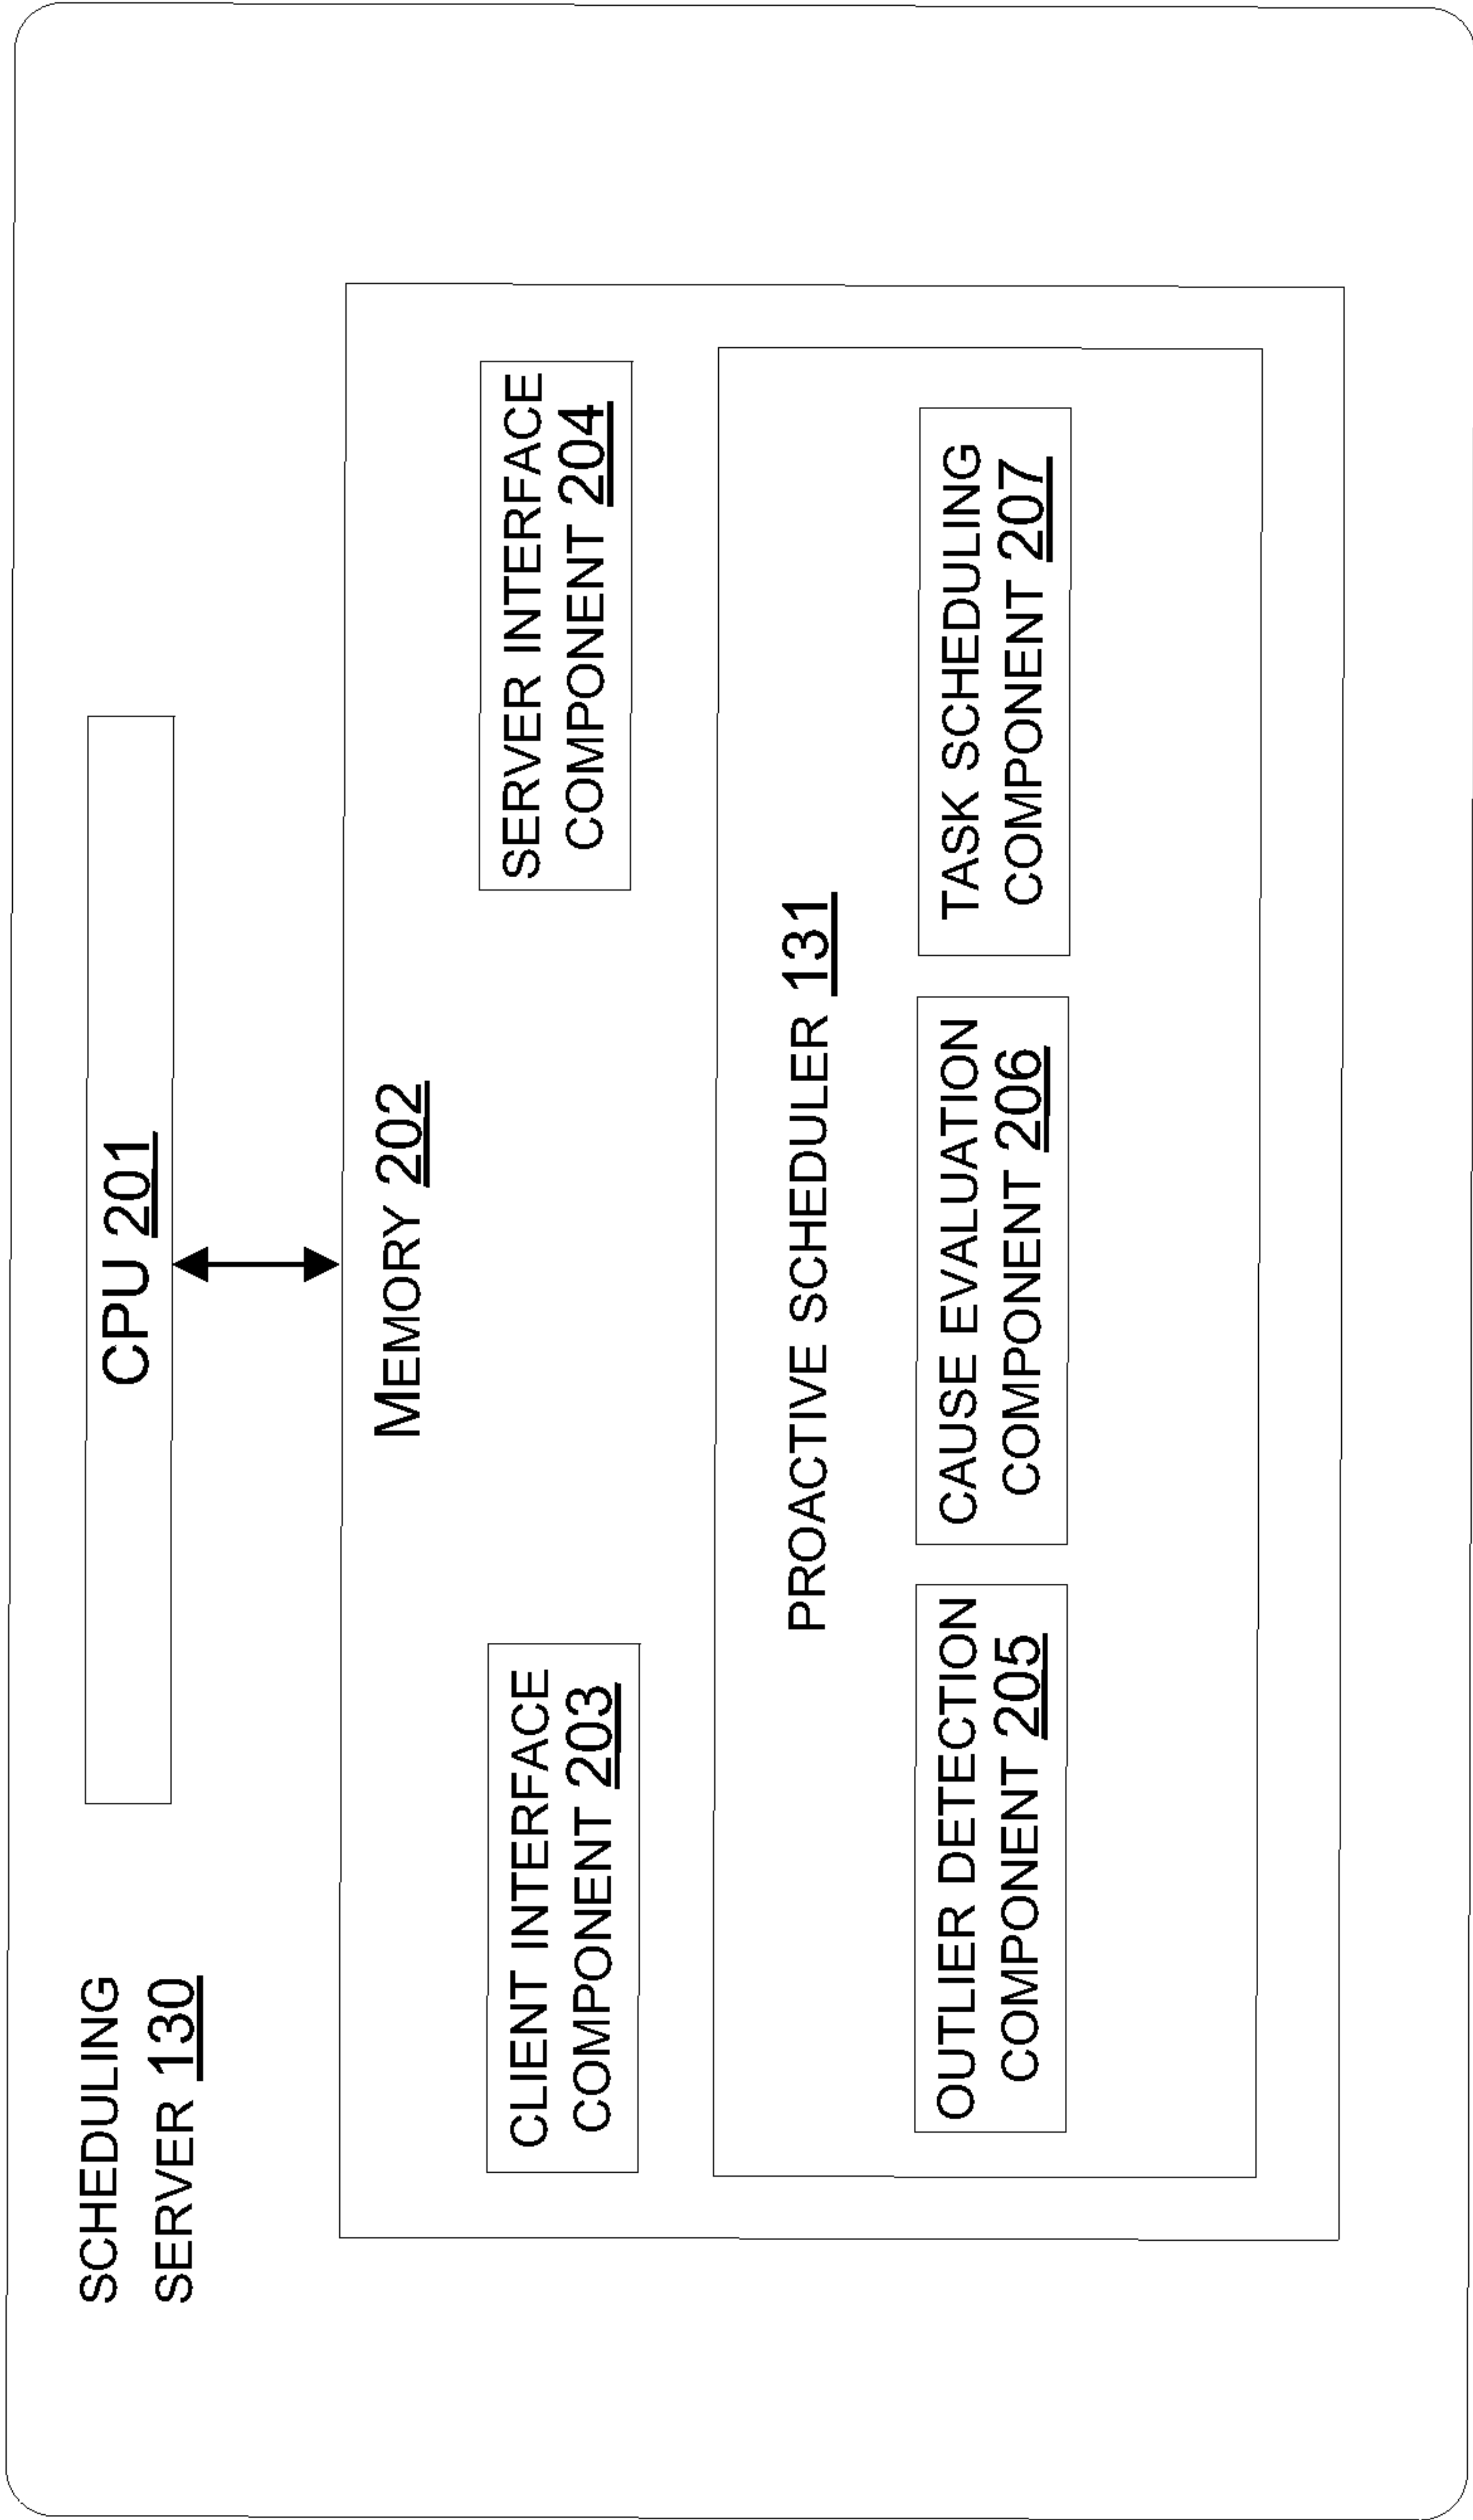 SCHEDULING
SERVER 130
CPU 201
MEMORY 202
CLIENT INTERFACE
COMPONENT 203
SERVER INTERFACE
COMPONENT 204
PROACTIVE SCHEDULER 131
OUTLIER DETECTION
COMPONENT 205
CAUSE EVALUATION
COMPONENT 206
TASK SCHEDULING
COMPONENT 207